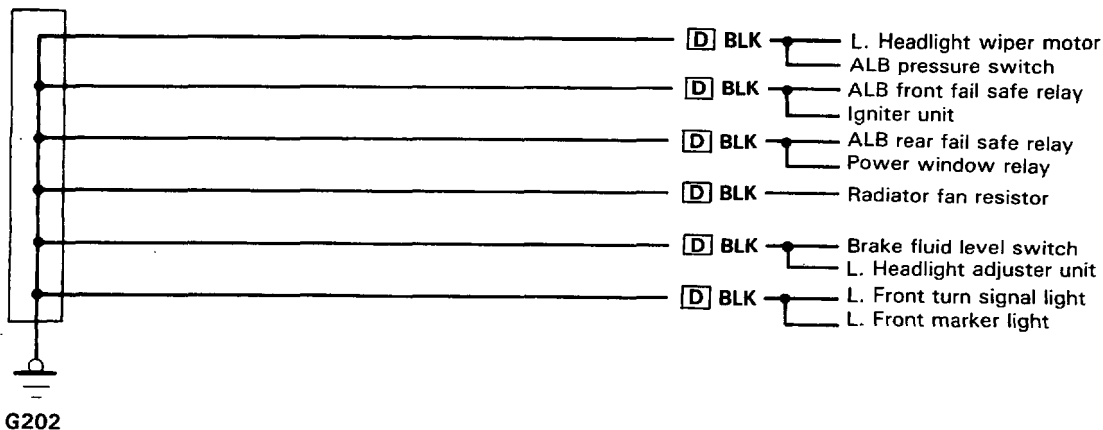 D BLK L. Headlight wiper motor
ALB pressure switch
D BLK ALB front fail safe relay
Igniter unit
D BLK ALB rear fail safe relay
Power window relay
D BLK Radiator fan resistor
D BLK Brake fluid level switch
L. Headlight adjuster unit
D BLK L. Front turn signal light
L. Front marker light
G202